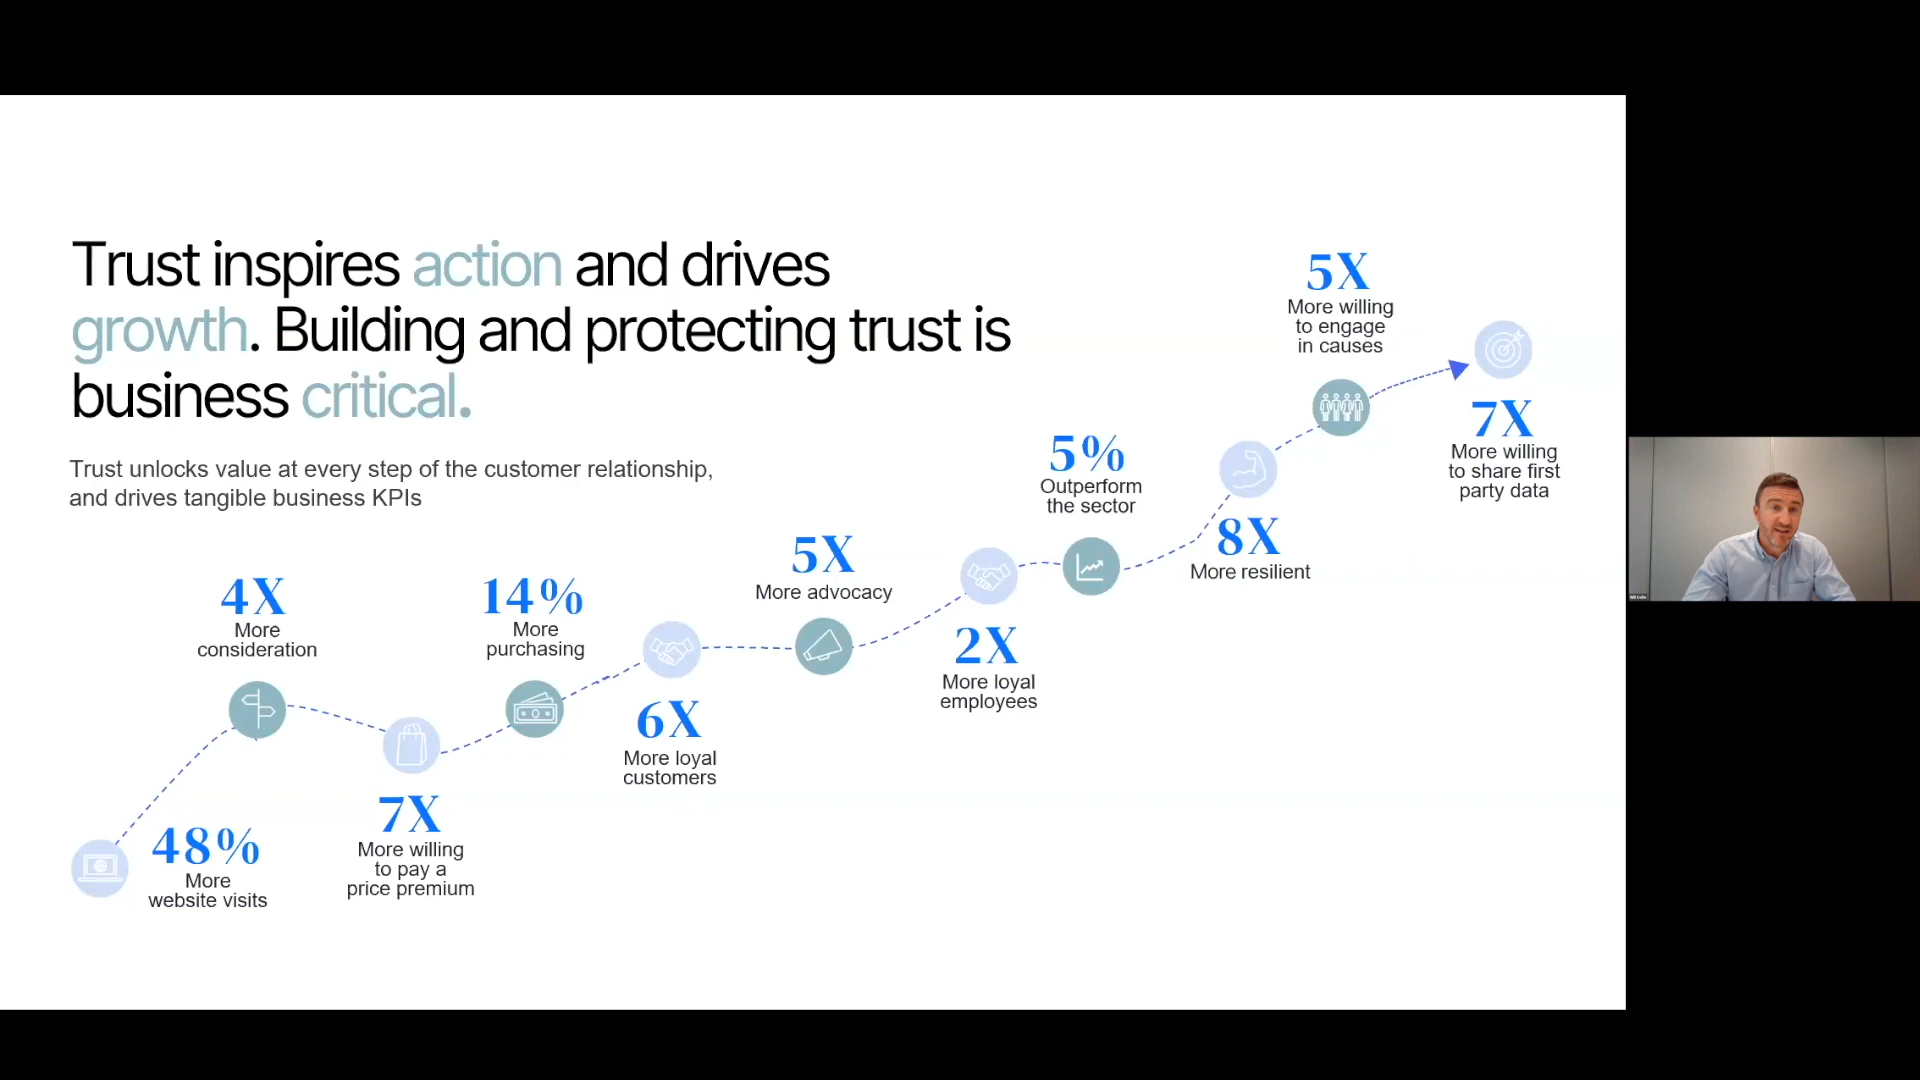 Trust inspires action and drives
growth. Building and protecting trust is
business critical.
Trust unlocks value at every step of the customer relationship,
and drives tangible business KPIs
48%
More
website visits
4X
More
consideration
7X
More willing
to pay a
price premium
14%
More
purchasing
6X
More loyal
customers
5X
More advocacy
2X
More loyal
employees
5%
Outperform
the sector
8X
More resilient
5X
More willing
to engage
in causes
7X
More willing
to share first
party data